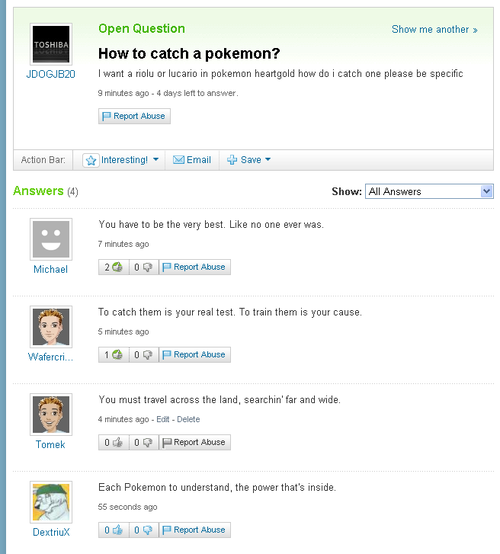 Open Question
Show me another »
TOSHIBA
JDOGJB20
How to catch a pokemon?
I want a riolu or lucario in pokemon heartgold how do i catch one please be specific
9 minutes ago - 4 days left to answer.
Report Abuse
Action Bar: Interesting! Email Save
Answers (4)
Show: All Answers
You have to be the very best. Like no one ever was.
7 minutes ago
Michael
2 0 Report Abuse
To catch them is your real test. To train them is your cause.
5 minutes ago
Wafercri...
1 0 Report Abuse
You must travel across the land, searchin' far and wide.
4 minutes ago - Edit - Delete
Tomek
0 0 Report Abuse
Each Pokemon to understand, the power that's inside.
55 seconds ago
DextriuX
0 0 Report Abuse